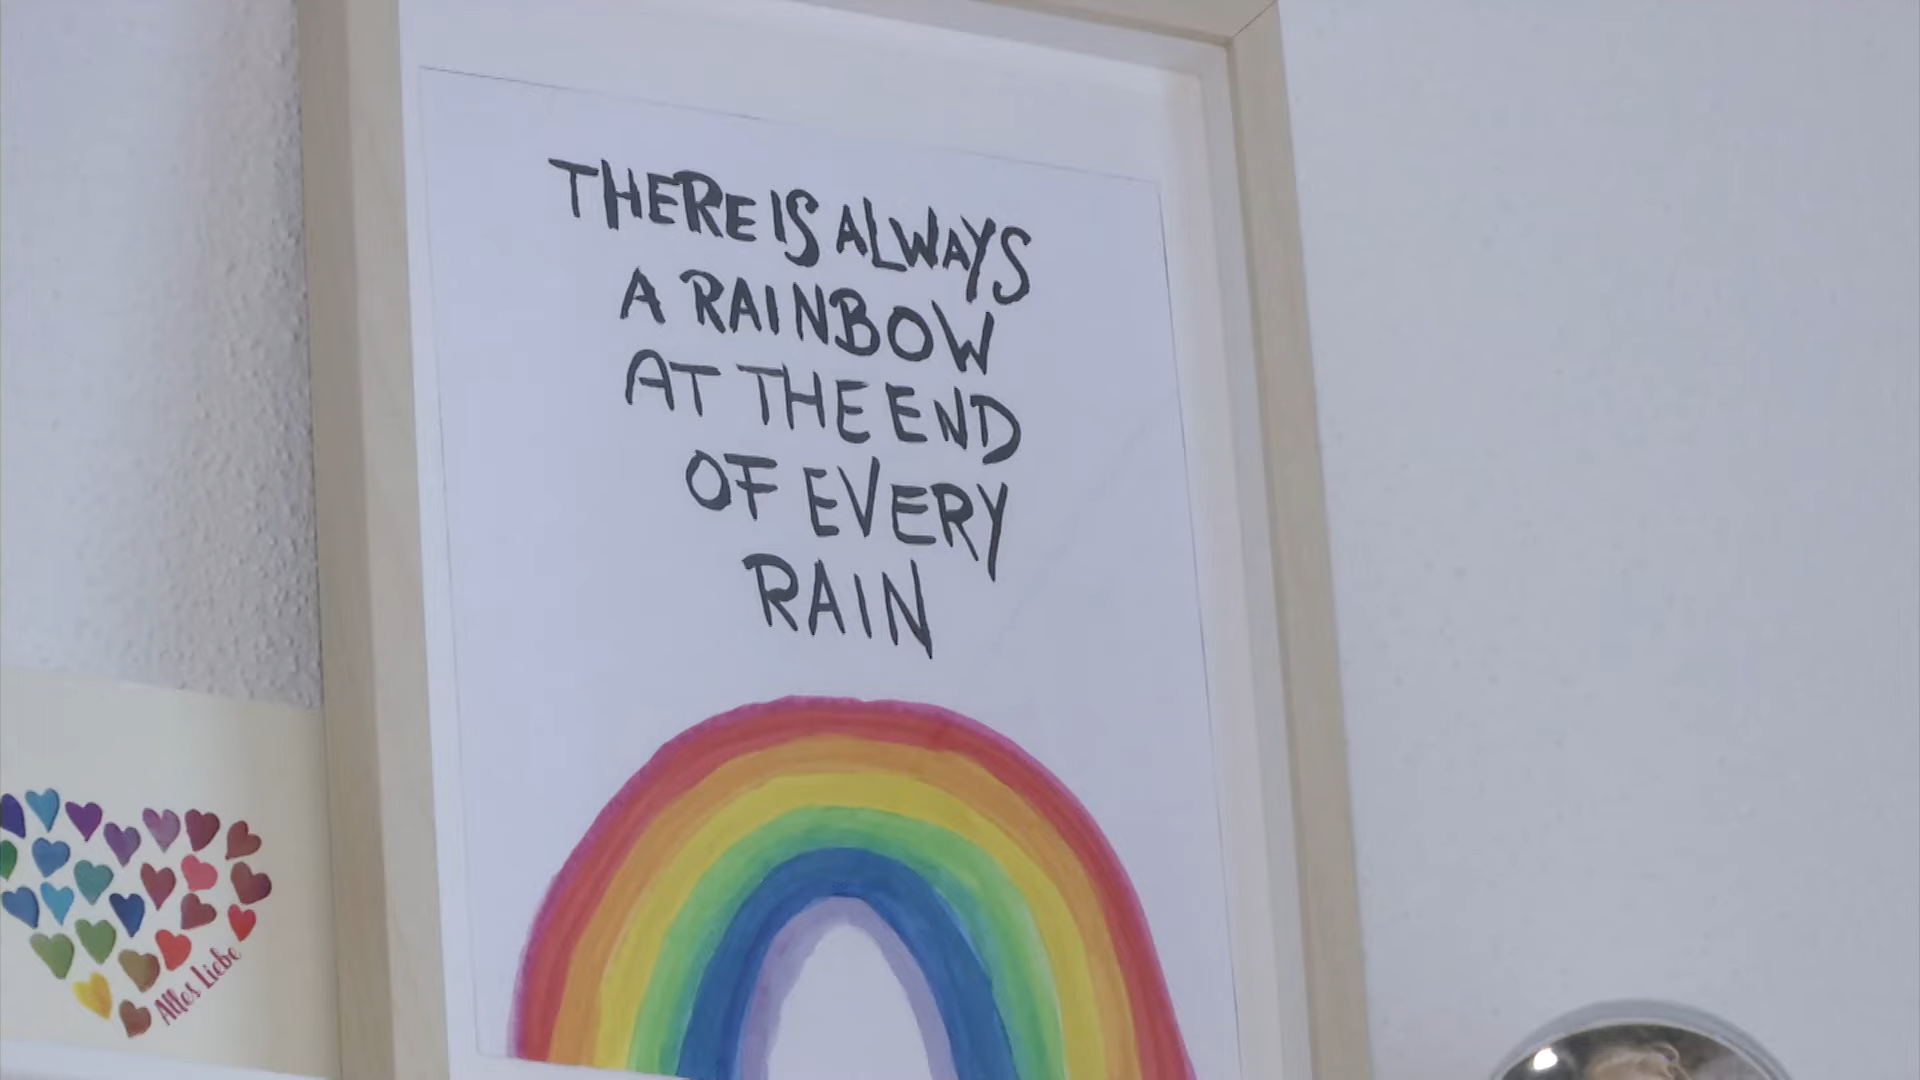 THERE IS ALWAYS
A RAINBOW
AT THE END
OF EVERY
RAIN
Alles Liebe